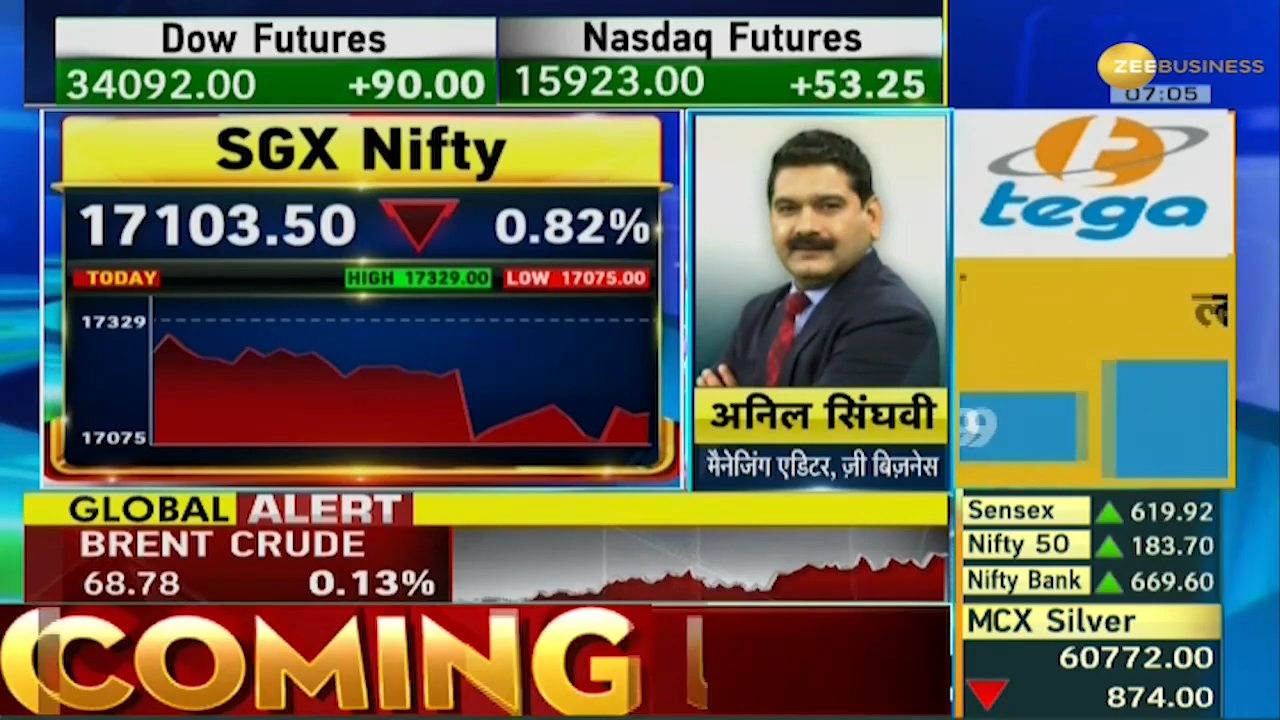 Dow Futures
34092.00 +90.00
Nasdaq Futures
15923.00 +53.25
ZEEBUSINESS
07:05
SGX Nifty
17103.50 0.82%
TODAY HIGH 17329.00 LOW 17075.00
17329
17075
अनिल सिंघवी
मैनेजिंग एडिटर, ज़ी बिज़नेस
tega
GLOBAL ALERT
BRENT CRUDE
68.78 0.13%
COMING
Sensex 619.92
Nifty 50 183.70
Nifty Bank 669.60
MCX Silver
60772.00
874.00